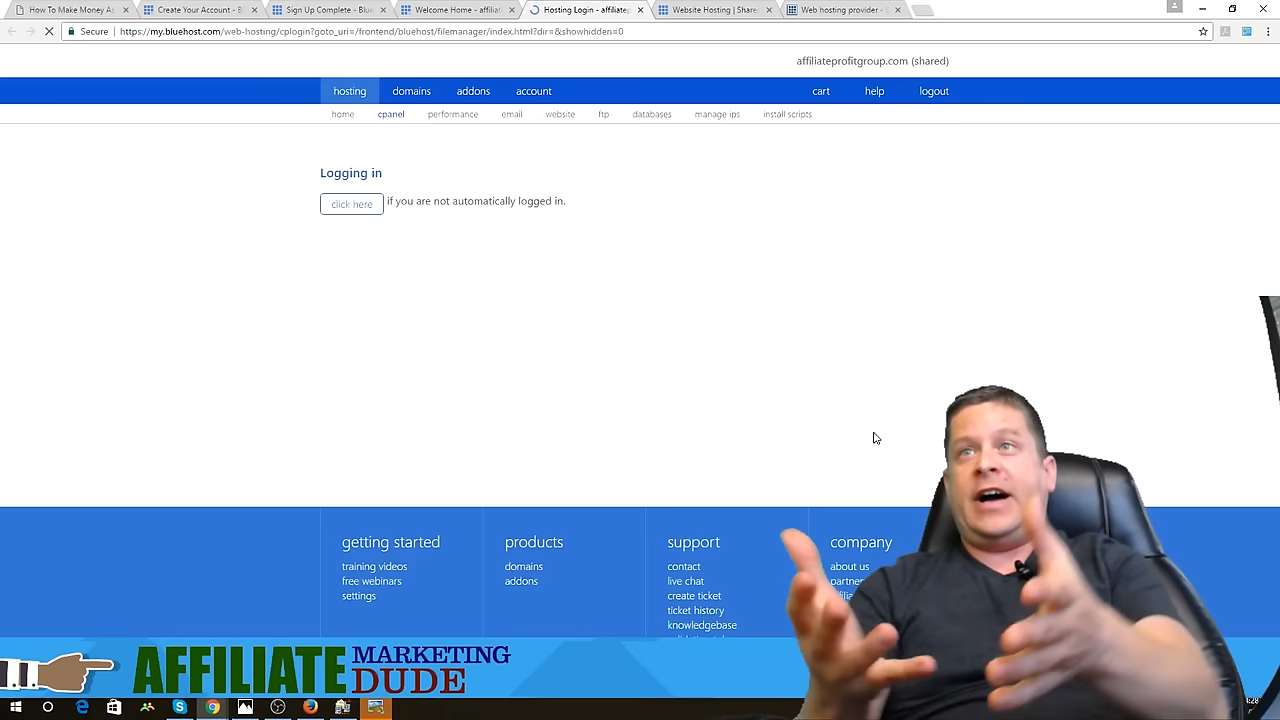 How To Make Money As
Create Your Account - B
Sign Up Complete - Blue
Welcome Home - affiliat
Hosting Login - affiliate
Website Hosting | Share
Web hosting provider -
Secure
https://my.bluehost.com/web-hosting/cplogin?goto_uri=/frontend/bluehost/filemanager/index.html?dir=&showhidden=0
affiliateprofitgroup.com (shared)
hosting domains addons account cart help logout
home cpanel performance email website ftp databases manage ips install scripts
Logging in
click here if you are not automatically logged in.
getting started products support company
training videos domains contact about us
free webinars addons live chat
settings create ticket
ticket history
knowledgebase
AFFILIATE MARKETING
DUDE